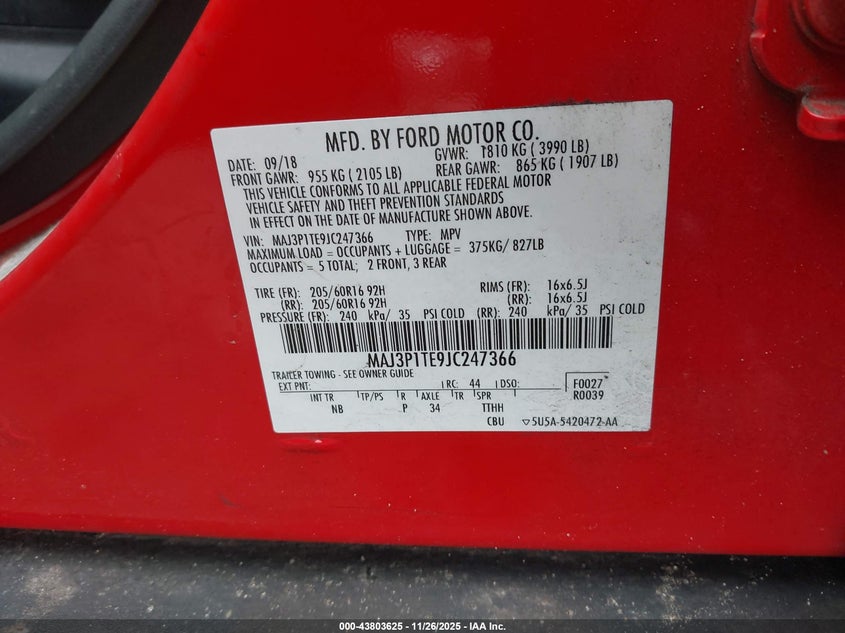 MFD. BY FORD MOTOR CO.
DATE: 09/18 GVWR: 1810 KG ( 3990 LB)
FRONT GAWR: 955 KG ( 2105 LB) REAR GAWR: 865 KG ( 1907 LB)
THIS VEHICLE CONFORMS TO ALL APPLICABLE FEDERAL MOTOR
VEHICLE SAFETY AND THEFT PREVENTION STANDARDS
IN EFFECT ON THE DATE OF MANUFACTURE SHOWN ABOVE.
VIN: MAJ3P1TE9JC247366 TYPE: MPV
MAXIMUM LOAD = OCCUPANTS + LUGGAGE = 375KG/ 827LB
OCCUPANTS = 5 TOTAL; 2 FRONT, 3 REAR
TIRE (FR): 205/60R16 92H RIMS (FR): 16x6.5J
(RR): 205/60R16 92H (RR): 16x6.5J
PRESSURE (FR): 240 kPa/ 35 PSI COLD (RR): 240 kPa/ 35 PSI COLD
MAJ3P1TE9JC247366
TRAILER TOWING - SEE OWNER GUIDE
EXT PNT: RC: 44 DSO: F0027
INT TR TP/PS R AXLE TR SPR R0039
NB P 34 TTHH
CBU 5U5A-5420472-AA
000-43803625 - 11/26/2025 - IAA Inc.